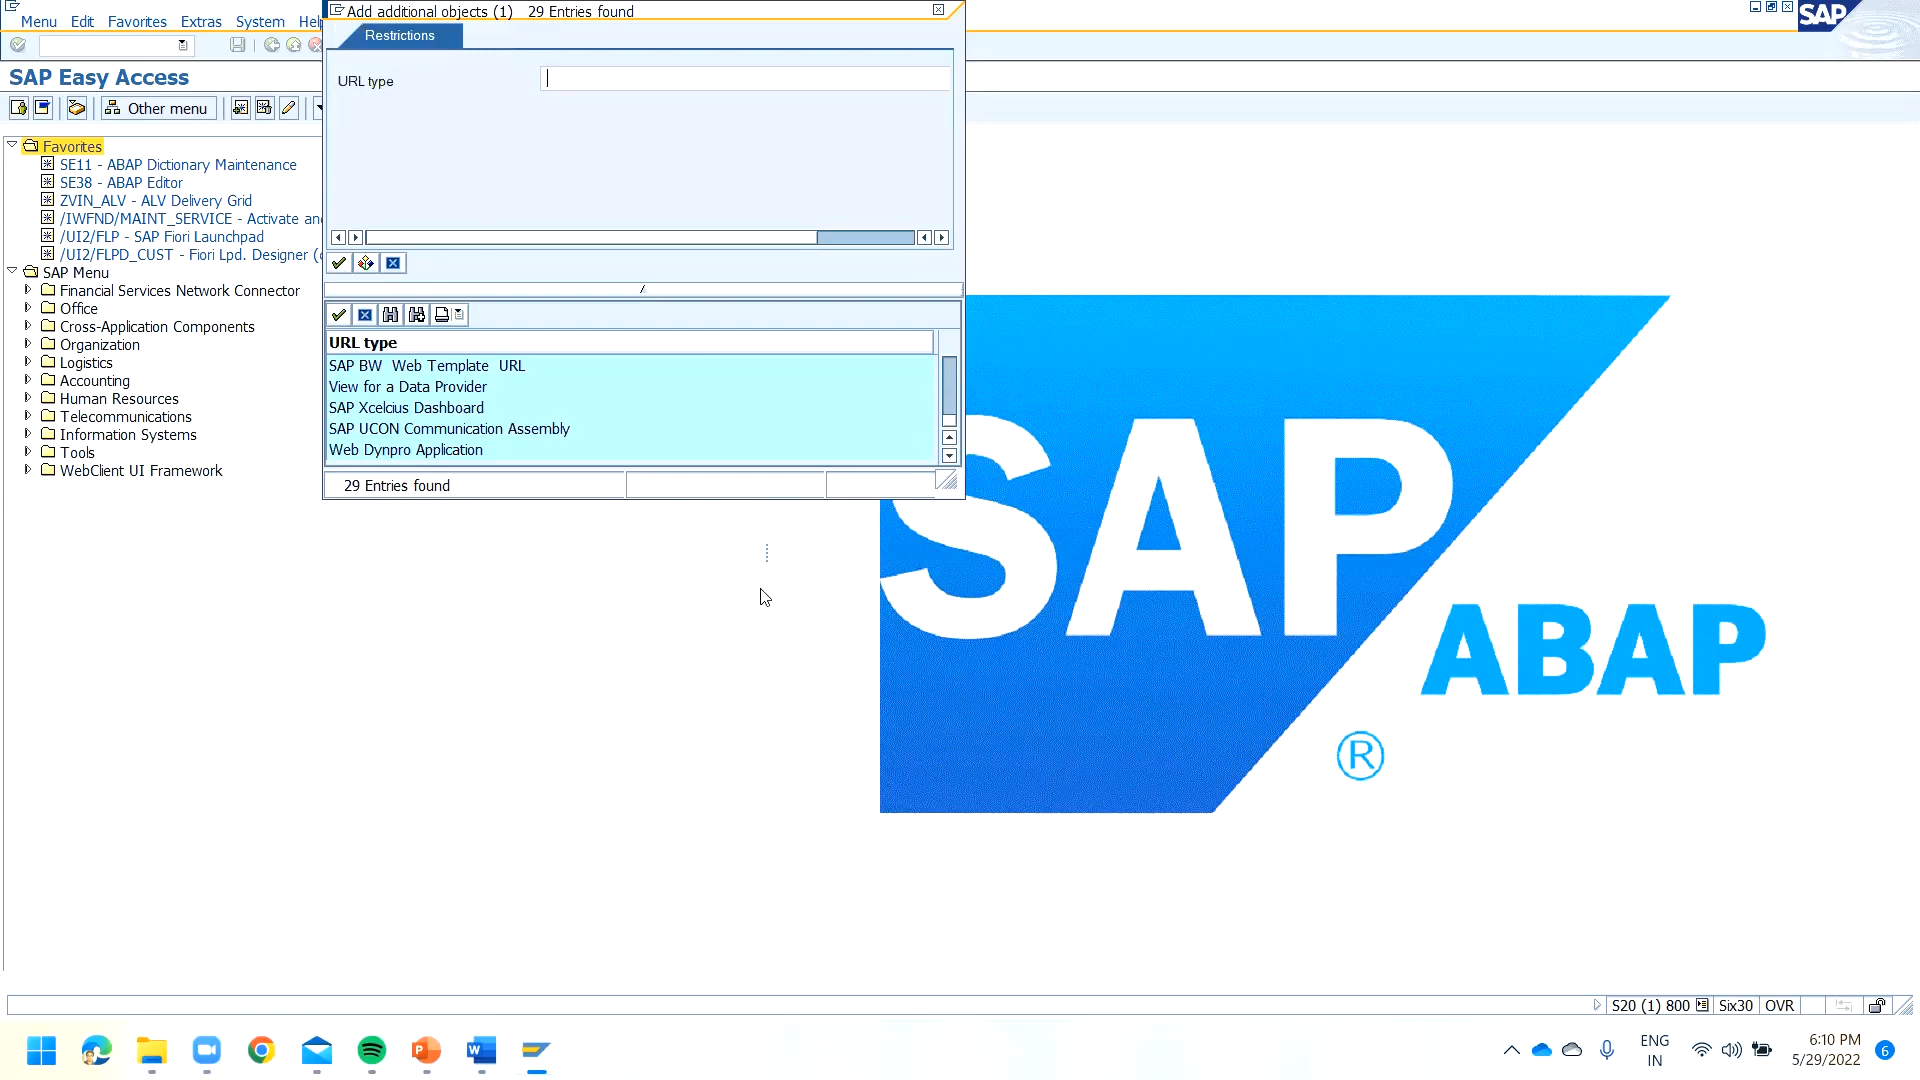 Add additional objects (1) 29 Entries found
Menu Edit Favorites Extras System Help
SAP
Restrictions
SAP Easy Access
URL type
Other menu
Favorites
SE11 - ABAP Dictionary Maintenance
SE38 - ABAP Editor
ZVIN_ALV - ALV Delivery Grid
/IWFND/MAINT_SERVICE - Activate and
/UI2/FLP - SAP Fiori Launchpad
/UI2/FLPD_CUST - Fiori Lpd. Designer (c
SAP Menu
Financial Services Network Connector
Office
Cross-Application Components
Organization
Logistics
Accounting
Human Resources
Telecommunications
Information Systems
Tools
WebClient UI Framework
URL type
SAP BW Web Template URL
View for a Data Provider
SAP Xcelcius Dashboard
SAP UCON Communication Assembly
Web Dynpro Application
29 Entries found
SAP
ABAP
®
S20 (1) 800 Six30 OVR
ENG
IN
6:10 PM
5/29/2022
6